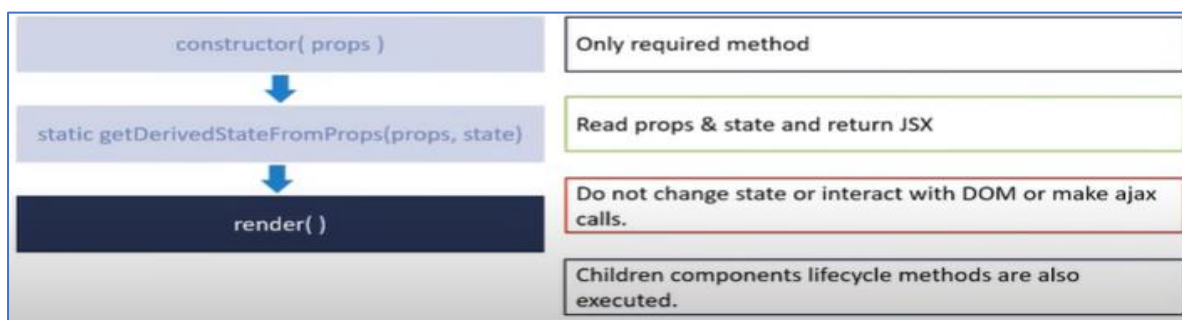 constructor( props )
static getDerivedStateFromProps(props, state)
render( )
Only required method
Read props & state and return JSX
Do not change state or interact with DOM or make ajax
calls.
Children components lifecycle methods are also
executed.